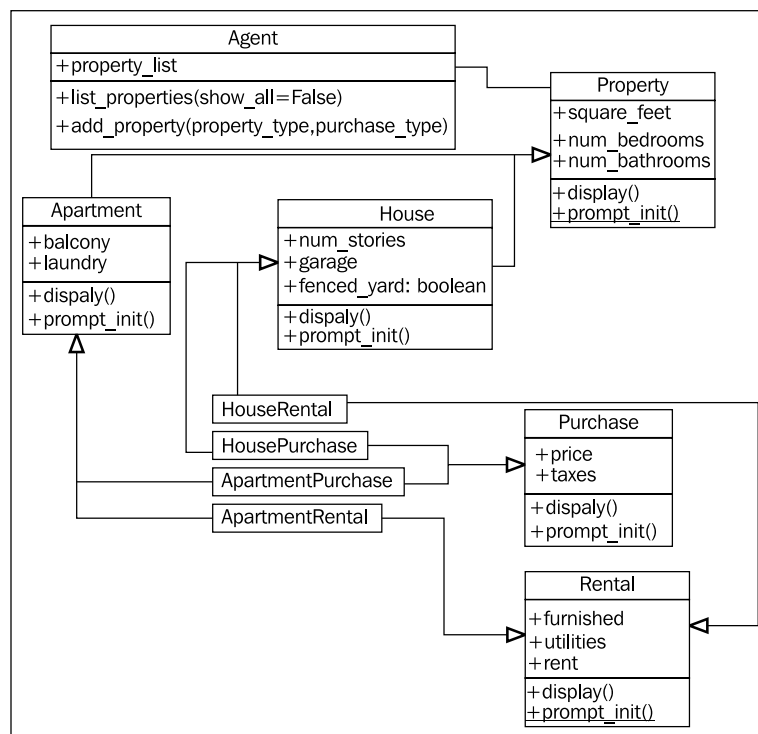 Agent
+property_list
+list_properties(show_all=False)
+add_property(property_type,purchase_type)
Property
+square_feet
+num_bedrooms
+num_bathrooms
+display()
+prompt_init()
Apartment
+balcony
+laundry
+dispaly()
+prompt_init()
House
+num_stories
+garage
+fenced_yard: boolean
+dispaly()
+prompt_init()
HouseRental
HousePurchase
ApartmentPurchase
ApartmentRental
Purchase
+price
+taxes
+dispaly()
+prompt_init()
Rental
+furnished
+utilities
+rent
+display()
+prompt_init()